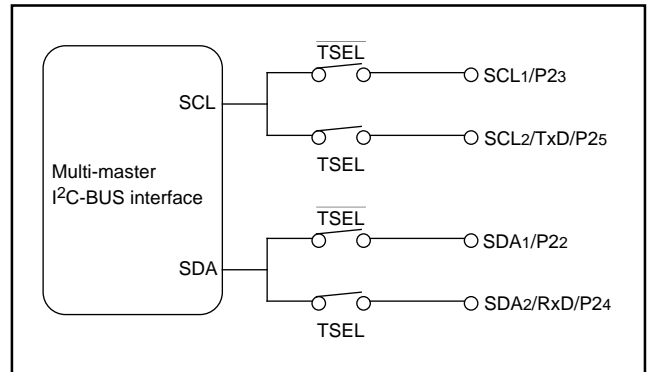 TSEL
SCL1/P23
SCL
SCL2/TxD/P25
TSEL
Multi-master
I2C-BUS interface
TSEL
SDA1/P22
SDA
SDA2/RxD/P24
TSEL